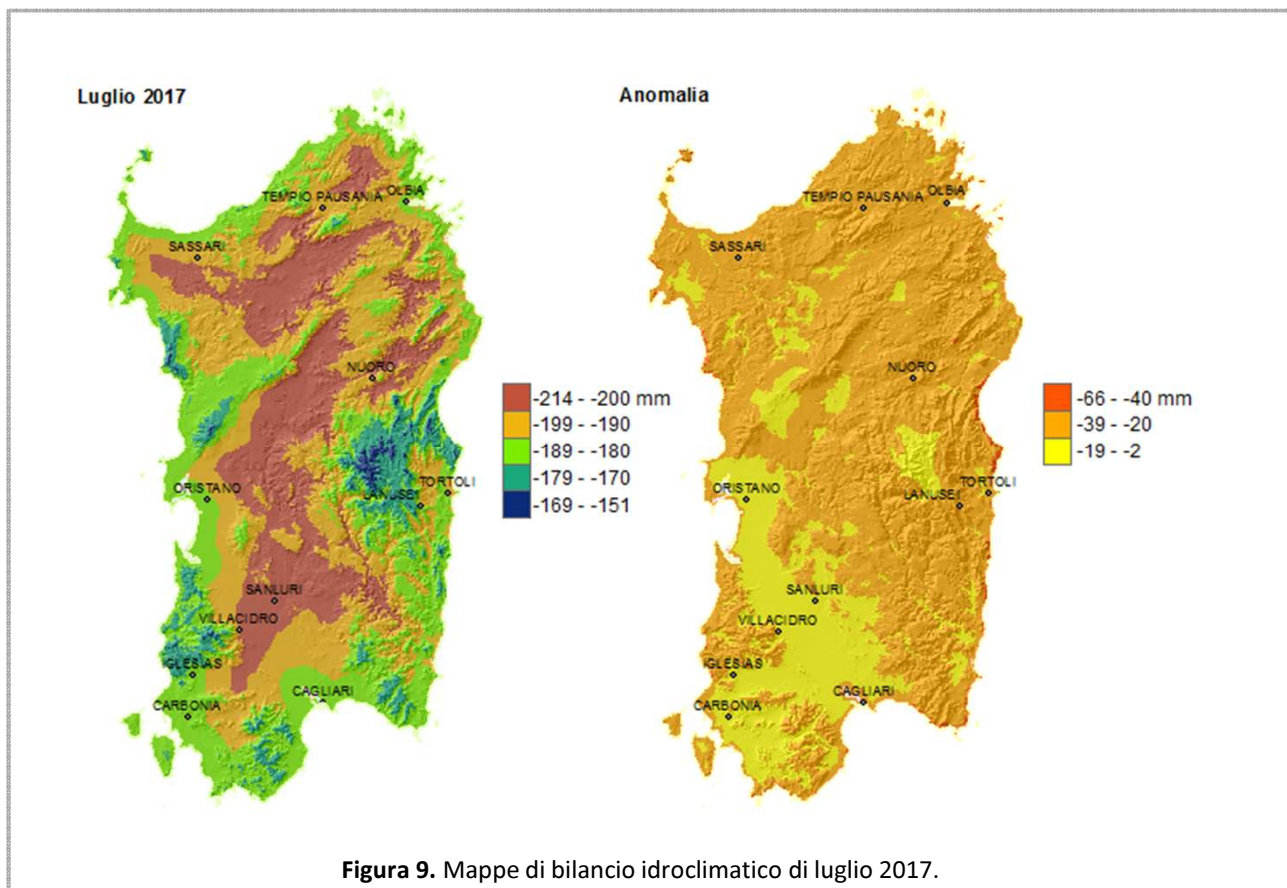 Luglio 2017
TEMPIO PAUSANIA
OLBIA
SASSARI
NUORO
ORISTANO
TORTOLI
LANUSEI
SANLURI
VILLACIDRO
IGLESIAS
CAGLIARI
CARBONIA
-214 - -200 mm
-199 - -190
-189 - -180
-179 - -170
-169 - -151
Anomalia
TEMPIO PAUSANIA
OLBIA
SASSARI
NUORO
ORISTANO
TORTOLI
LANUSEI
SANLURI
VILLACIDRO
IGLESIAS
CAGLIARI
CARBONIA
-66 - -40 mm
-39 - -20
-19 - -2
Figura 9. Mappe di bilancio idroclimatico di luglio 2017.